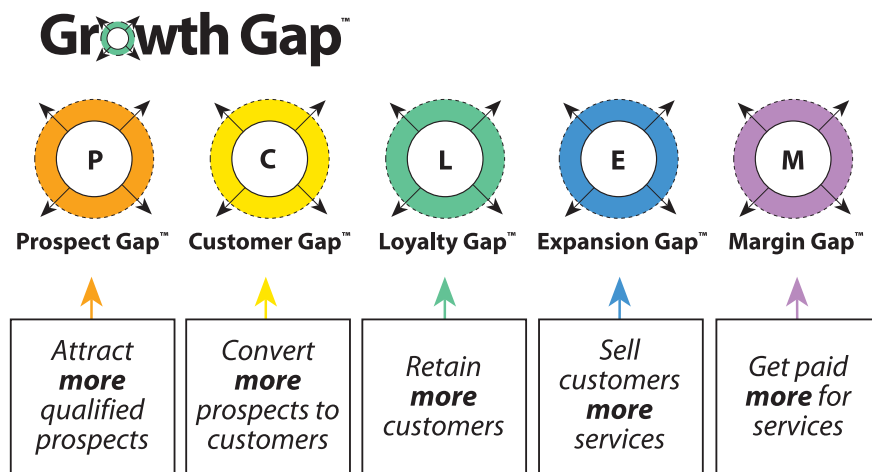 Growth Gap™
P
C
L
E
M
Prospect Gap™
Customer Gap™
Loyalty Gap™
Expansion Gap™
Margin Gap™
Attract
more
qualified
prospects
Convert
more
prospects to
customers
Retain
more
customers
Sell
customers
more
services
Get paid
more for
services